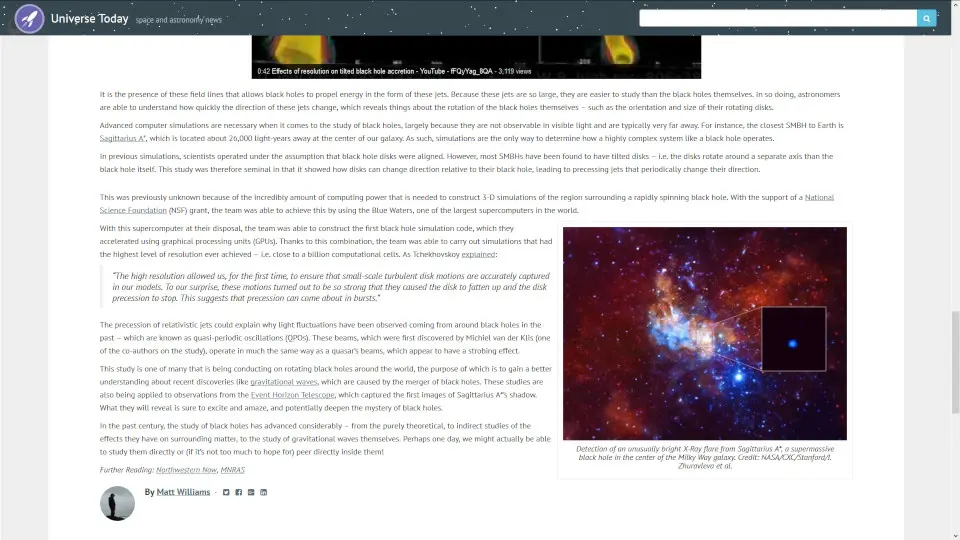 Universe Today space and astronomy news
0:42 Effects of resolution on tilted black hole accretion - YouTube - fFQyYag_8QA - 3,119 views
It is the presence of these field lines that allows black holes to propel energy in the form of these jets. Because these jets are so large, they are easier to study than the black holes themselves. In so doing, astronomers
are able to understand how quickly the direction of these jets change, which reveals things about the rotation of the black holes themselves – such as the orientation and size of their rotating disks.
Advanced computer simulations are necessary when it comes to the study of black holes, largely because they are not observable in visible light and are typically very far away. For instance, the closest SMBH to Earth is
Sagittarius A*, which is located about 26,000 light-years away at the center of our galaxy. As such, simulations are the only way to determine how a highly complex system like a black hole operates.
In previous simulations, scientists operated under the assumption that black hole disks were aligned. However, most SMBHs have been found to have tilted disks – i.e. the disks rotate around a separate axis than the
black hole itself. This study was therefore seminal in that it showed how disks can change direction relative to their black hole, leading to precessing jets that periodically change their direction.
This was previously unknown because of the incredibly amount of computing power that is needed to construct 3-D simulations of the region surrounding a rapidly spinning black hole. With the support of a National
Science Foundation (NSF) grant, the team was able to achieve this by using the Blue Waters, one of the largest supercomputers in the world.
With this supercomputer at their disposal, the team was able to construct the first black hole simulation code, which they
accelerated using graphical processing units (GPUs). Thanks to this combination, the team was able to carry out simulations that had
the highest level of resolution ever achieved – i.e. close to a billion computational cells. As Tchekhovskoy explained:
"The high resolution allowed us, for the first time, to ensure that small-scale turbulent disk motions are accurately captured
in our models. To our surprise, these motions turned out to be so strong that they caused the disk to fatten up and the disk
precession to stop. This suggests that precession can come about in bursts."
The precession of relativistic jets could explain why light fluctuations have been observed coming from around black holes in the
past – which are known as quasi-periodic oscillations (QPOs). These beams, which were first discovered by Michiel van der Klis (one
of the co-authors on the study), operate in much the same way as a quasar's beams, which appear to have a strobing effect.
This study is one of many that is being conducting on rotating black holes around the world, the purpose of which is to gain a better
understanding about recent discoveries like gravitational waves, which are caused by the merger of black holes. These studies are
also being applied to observations from the Event Horizon Telescope, which captured the first images of Sagittarius A*'s shadow.
What they will reveal is sure to excite and amaze, and potentially deepen the mystery of black holes.
In the past century, the study of black holes has advanced considerably – from the purely theoretical, to indirect studies of the
effects they have on surrounding matter, to the study of gravitational waves themselves. Perhaps one day, we might actually be able
to study them directly or (if it's not too much to hope for) peer directly inside them!
Detection of an unusually bright X-Ray flare from Sagittarius A*, a supermassive
black hole in the center of the Milky Way galaxy. Credit: NASA/CXC/Stanford/I.
Zhuravleva et al.
Further Reading: Northwestern Now, MNRAS
By Matt Williams -